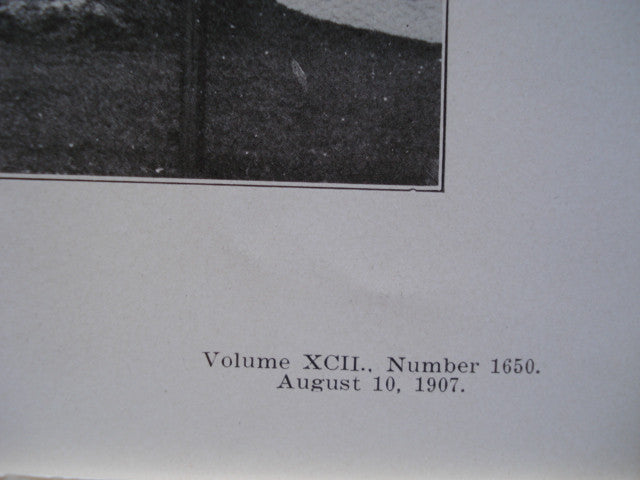 Volume XCII., Number 1650.
August 10, 1907.